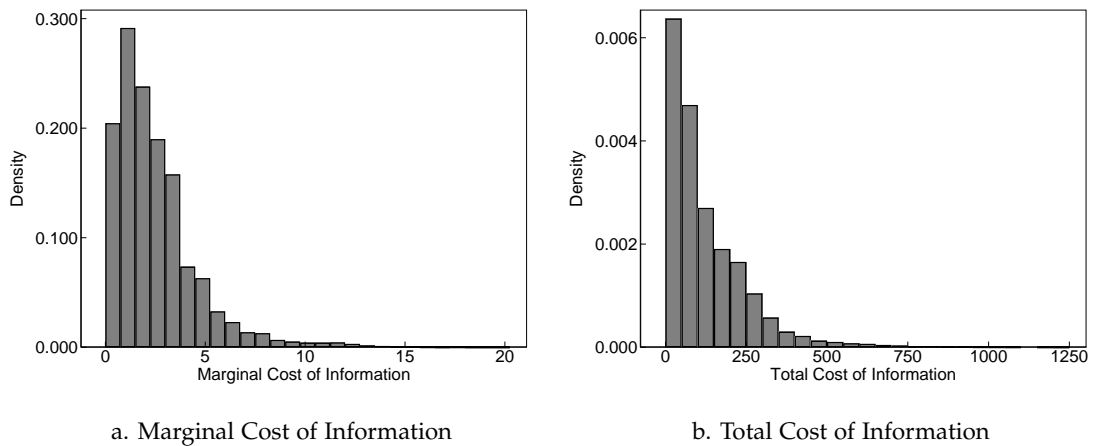 0.300
0.200
0.100
0.000
Density
0 5 10 15 20
Marginal Cost of Information
a. Marginal Cost of Information
0.006
0.004
0.002
0.000
Density
0 250 500 750 1000 1250
Total Cost of Information
b. Total Cost of Information